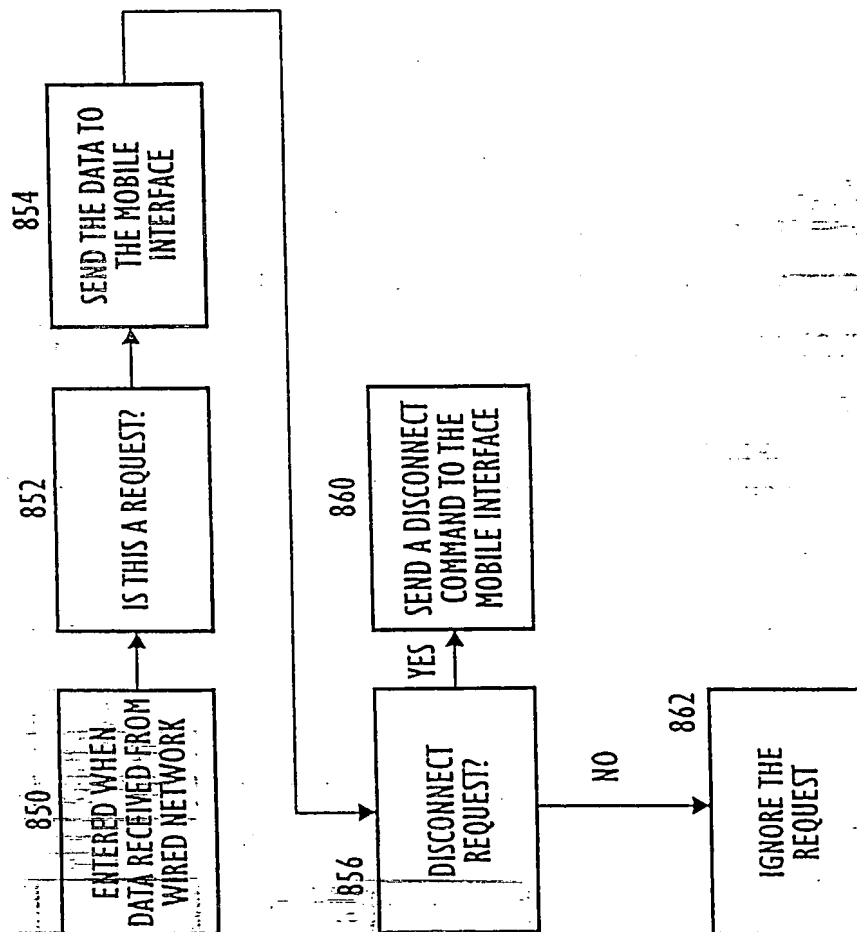 850
ENTERED WHEN
DATA RECEIVED FROM
WIRED NETWORK
852
IS THIS A REQUEST?
854
SEND THE DATA TO
THE MOBILE
INTERFACE
856
DISCONNECT
REQUEST?
YES
860
SEND A DISCONNECT
COMMAND TO THE
MOBILE INTERFACE
NO
862
IGNORE THE
REQUEST